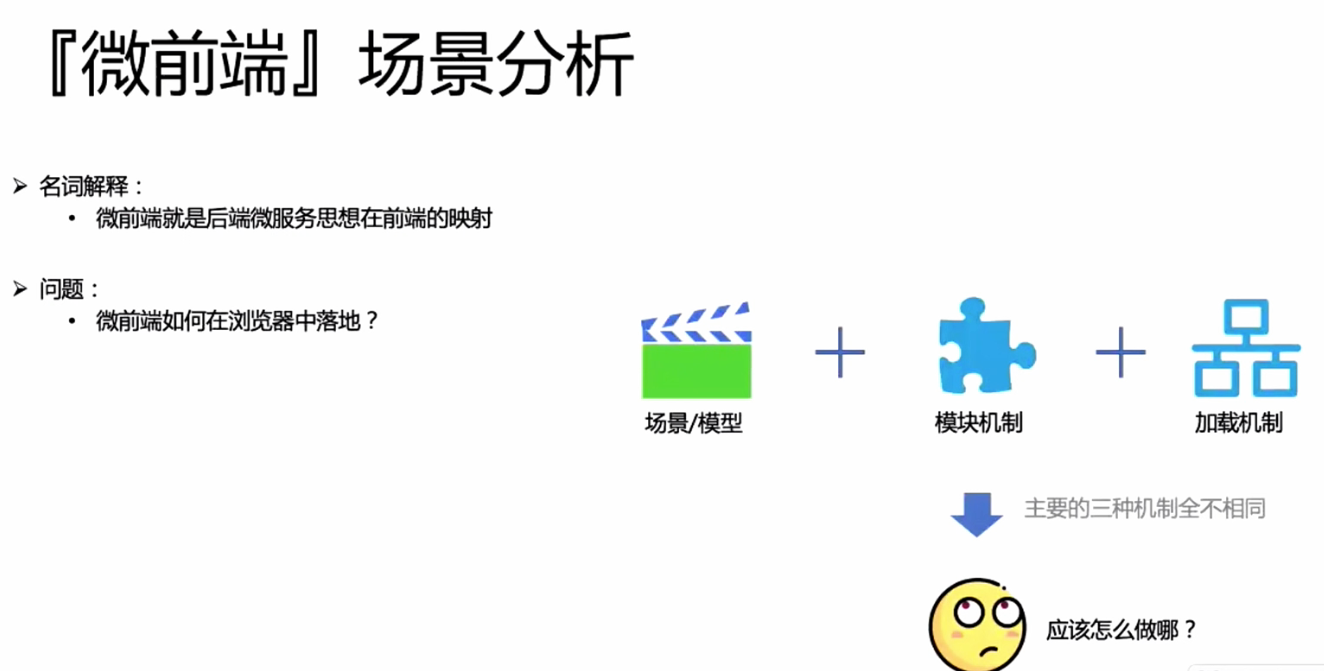 『微前端』场景分析
名词解释：
微前端就是后端微服务思想在前端的映射
问题：
微前端如何在浏览器中落地？
场景/模型
模块机制
加载机制
主要的三种机制全不相同
应该怎么做哪？